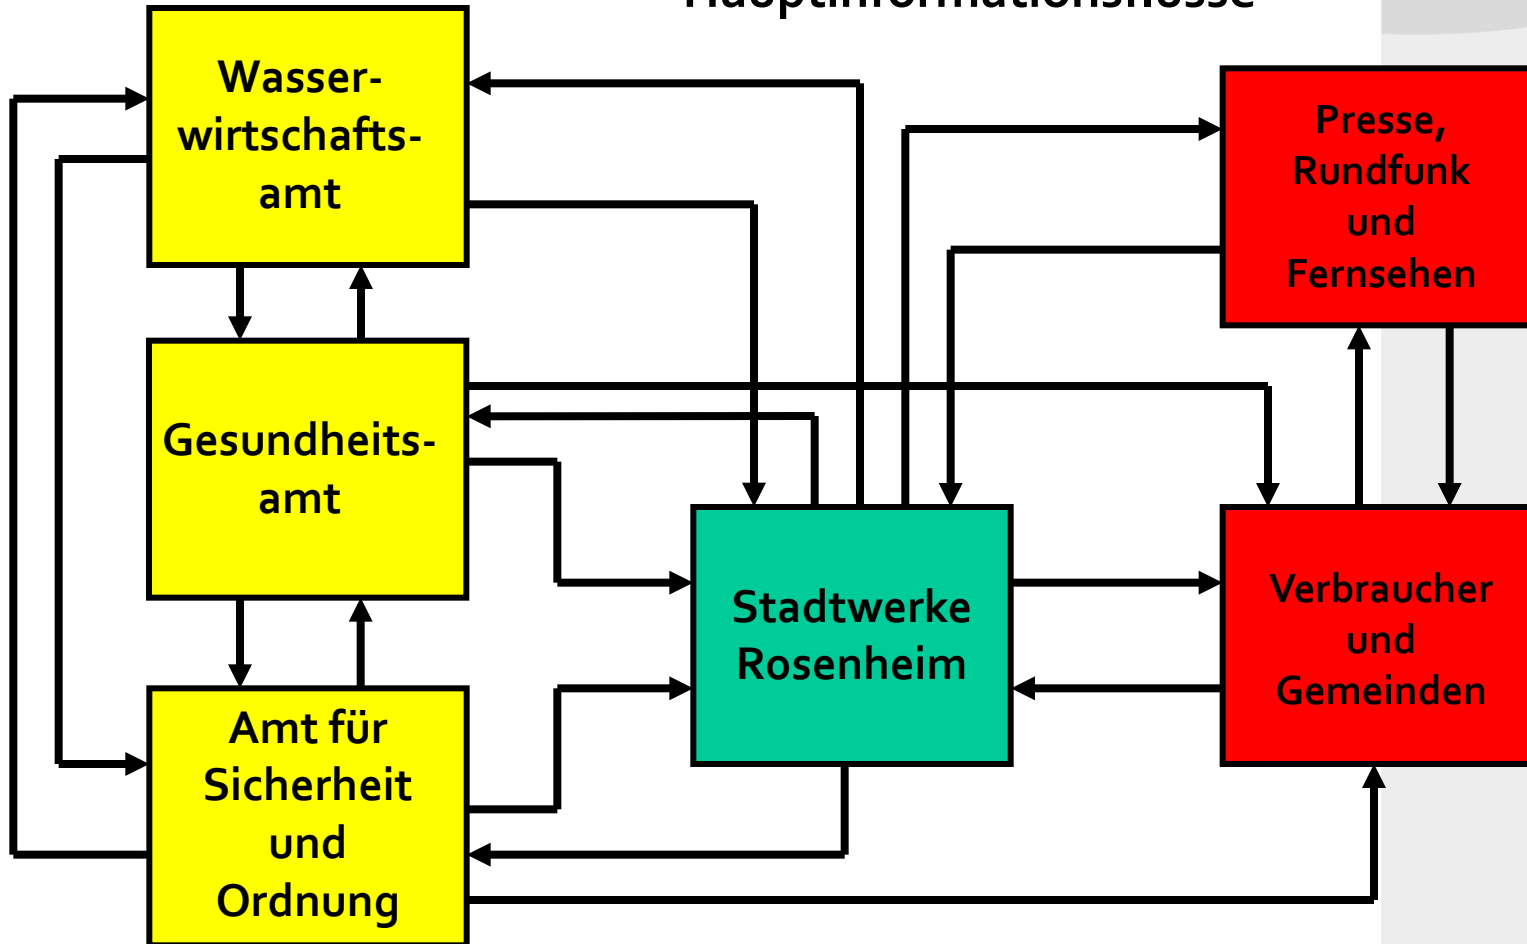 Hauptinformationsflüsse
Wasser-
wirtschafts-
amt
Presse,
Rundfunk
und
Fernsehen
Gesundheits-
amt
Stadtwerke
Rosenheim
Verbraucher
und
Gemeinden
Amt für
Sicherheit
und
Ordnung